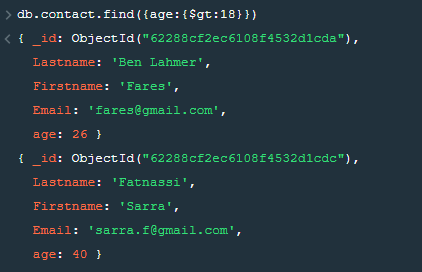 > db.contact.find({age:{$gt:18}})
< { _id: ObjectId("62288cf2ec6108f4532d1cda"),
Lastname: 'Ben Lahmer',
Firstname: 'Fares',
Email: 'fares@gmail.com',
age: 26 }
{ _id: ObjectId("62288cf2ec6108f4532d1cdc"),
Lastname: 'Fatnassi',
Firstname: 'Sarra',
Email: 'sarra.f@gmail.com',
age: 40 }